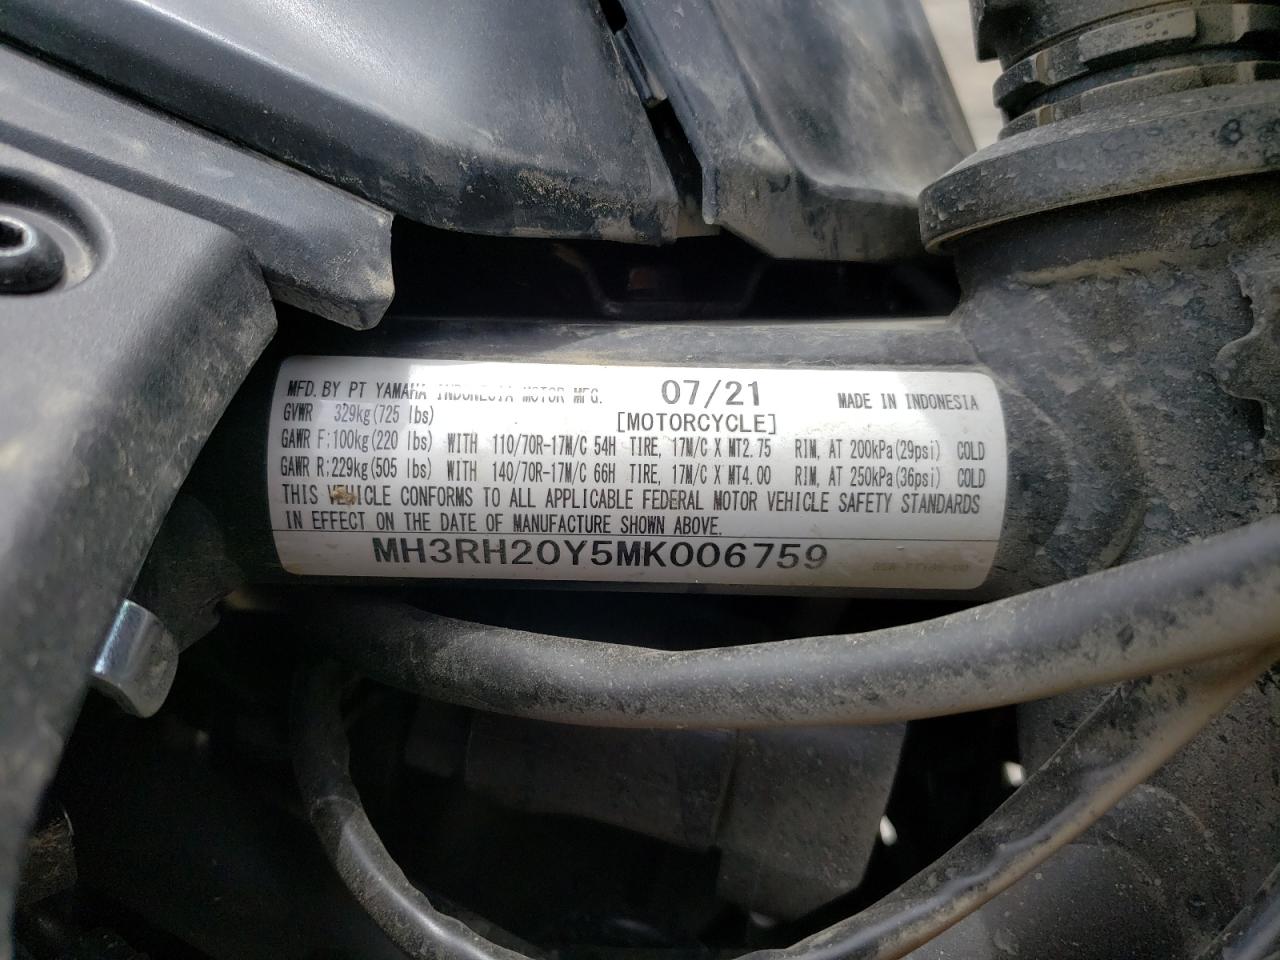 MFD. BY PT YAMAHA INDONESIA MOTOR MFG. 07/21 MADE IN INDONESIA
GVWR 329kg(725 lbs) [MOTORCYCLE]
GAWR F:100kg(220 lbs) WITH 110/70R-17M/C 54H TIRE, 17M/C X MT2.75 RIM, AT 200kPa(29psi) COLD
GAWR R:229kg(505 lbs) WITH 140/70R-17M/C 66H TIRE, 17M/C X MT4.00 RIM, AT 250kPa(36psi) COLD
THIS VEHICLE CONFORMS TO ALL APPLICABLE FEDERAL MOTOR VEHICLE SAFETY STANDARDS
IN EFFECT ON THE DATE OF MANUFACTURE SHOWN ABOVE.
MH3RH20Y5MK006759